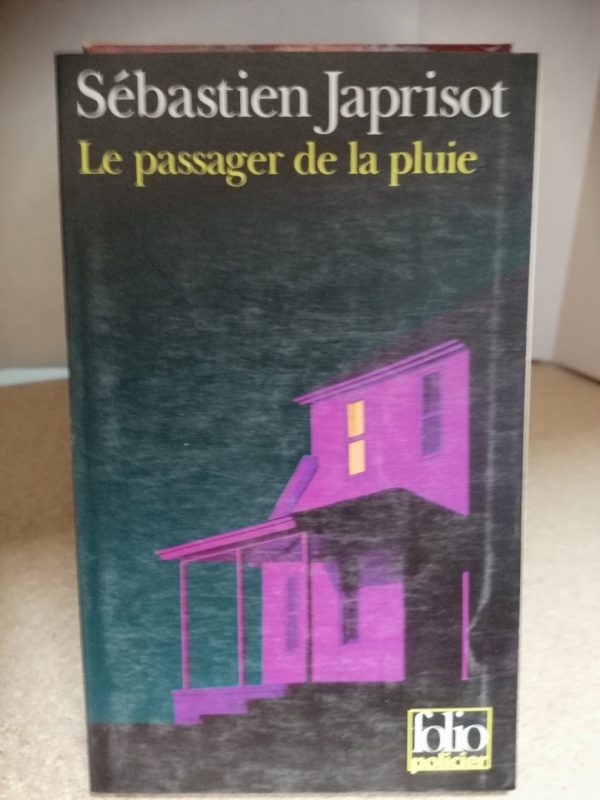 Sébastien Japrisot
Le passager de la pluie
folio
policier